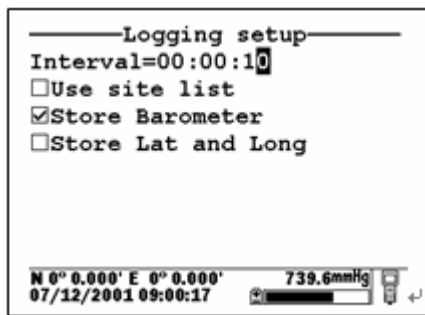 Logging setup
Interval=00:00:10
Use site list
Store Barometer
Store Lat and Long
N 0° 0.000' E 0° 0.000' 739.6mmHg
07/12/2001 09:00:17